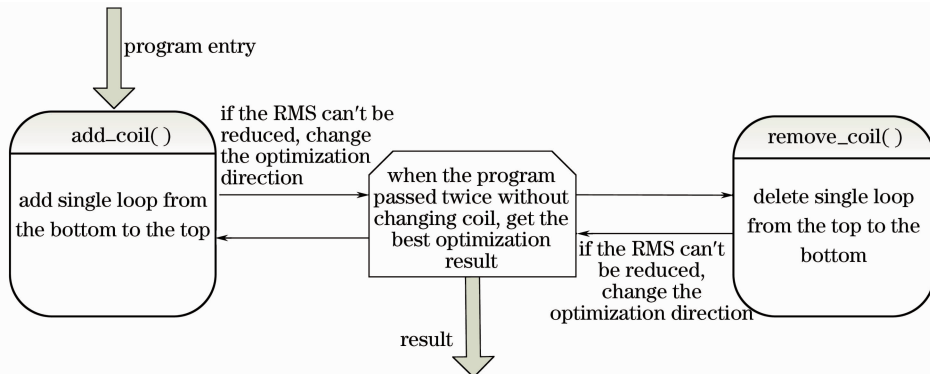 program entry
add_coil( )
add single loop from
the bottom to the top
if the RMS can't be
reduced, change
the optimization
direction
when the program
passed twice without
changing coil, get the
best optimization
result
remove_coil( )
delete single loop
from the top to the
bottom
if the RMS can't
be reduced,
change the
optimization direction
result